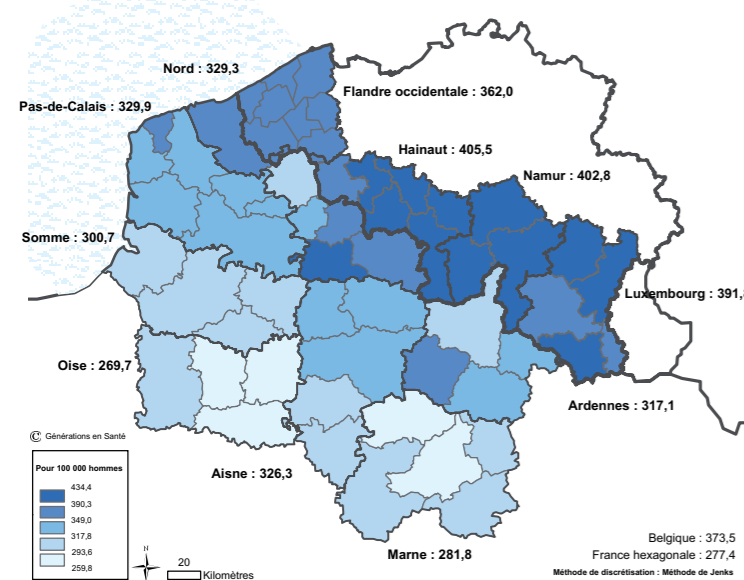 Nord : 329,3
Flandre occidentale : 362,0
Pas-de-Calais : 329,9
Hainaut : 405,5
Namur : 402,8
Somme : 300,7
Luxembourg : 391,8
Oise : 269,7
Ardennes : 317,1
© Générations en Santé
Aisne : 326,3
Pour 100 000 hommes
434,4
390,3
349,0
317,8
293,6
259,8
N
20
Kilomètres
Marne : 281,8
Belgique : 373,5
France hexagonale : 277,4
Méthode de discrétisation : Méthode de Jenks